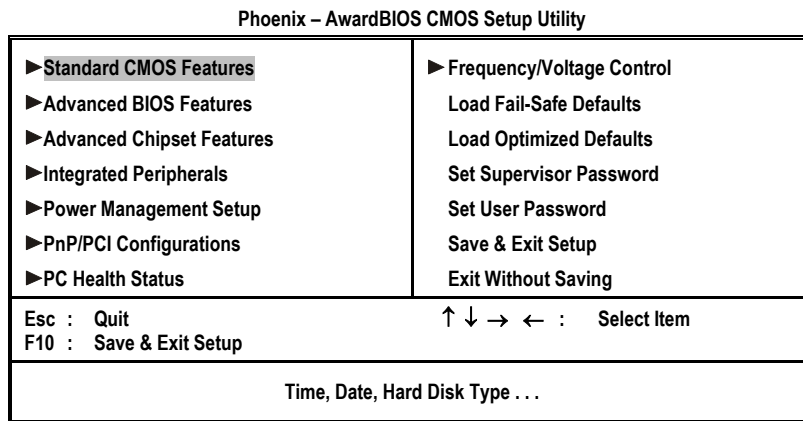 Phoenix – AwardBIOS CMOS Setup Utility
►Standard CMOS Features
►Advanced BIOS Features
►Advanced Chipset Features
►Integrated Peripherals
►Power Management Setup
►PnP/PCI Configurations
►PC Health Status
►Frequency/Voltage Control
Load Fail-Safe Defaults
Load Optimized Defaults
Set Supervisor Password
Set User Password
Save & Exit Setup
Exit Without Saving
Esc : Quit
F10 : Save & Exit Setup
↑ ↓ → ← : Select Item
Time, Date, Hard Disk Type . . .